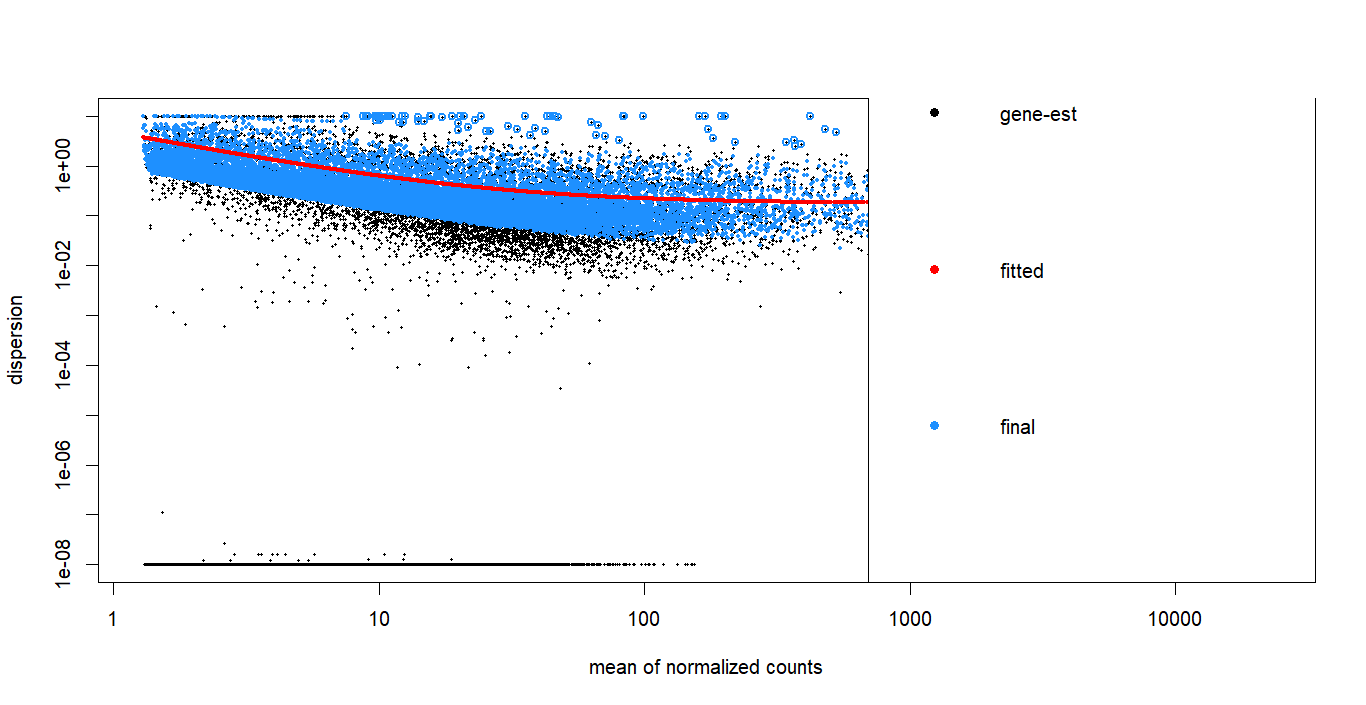 gene-est
fitted
final
dispersion
1e+00
1e-02
1e-04
1e-06
1e-08
1
10
100
1000
10000
mean of normalized counts